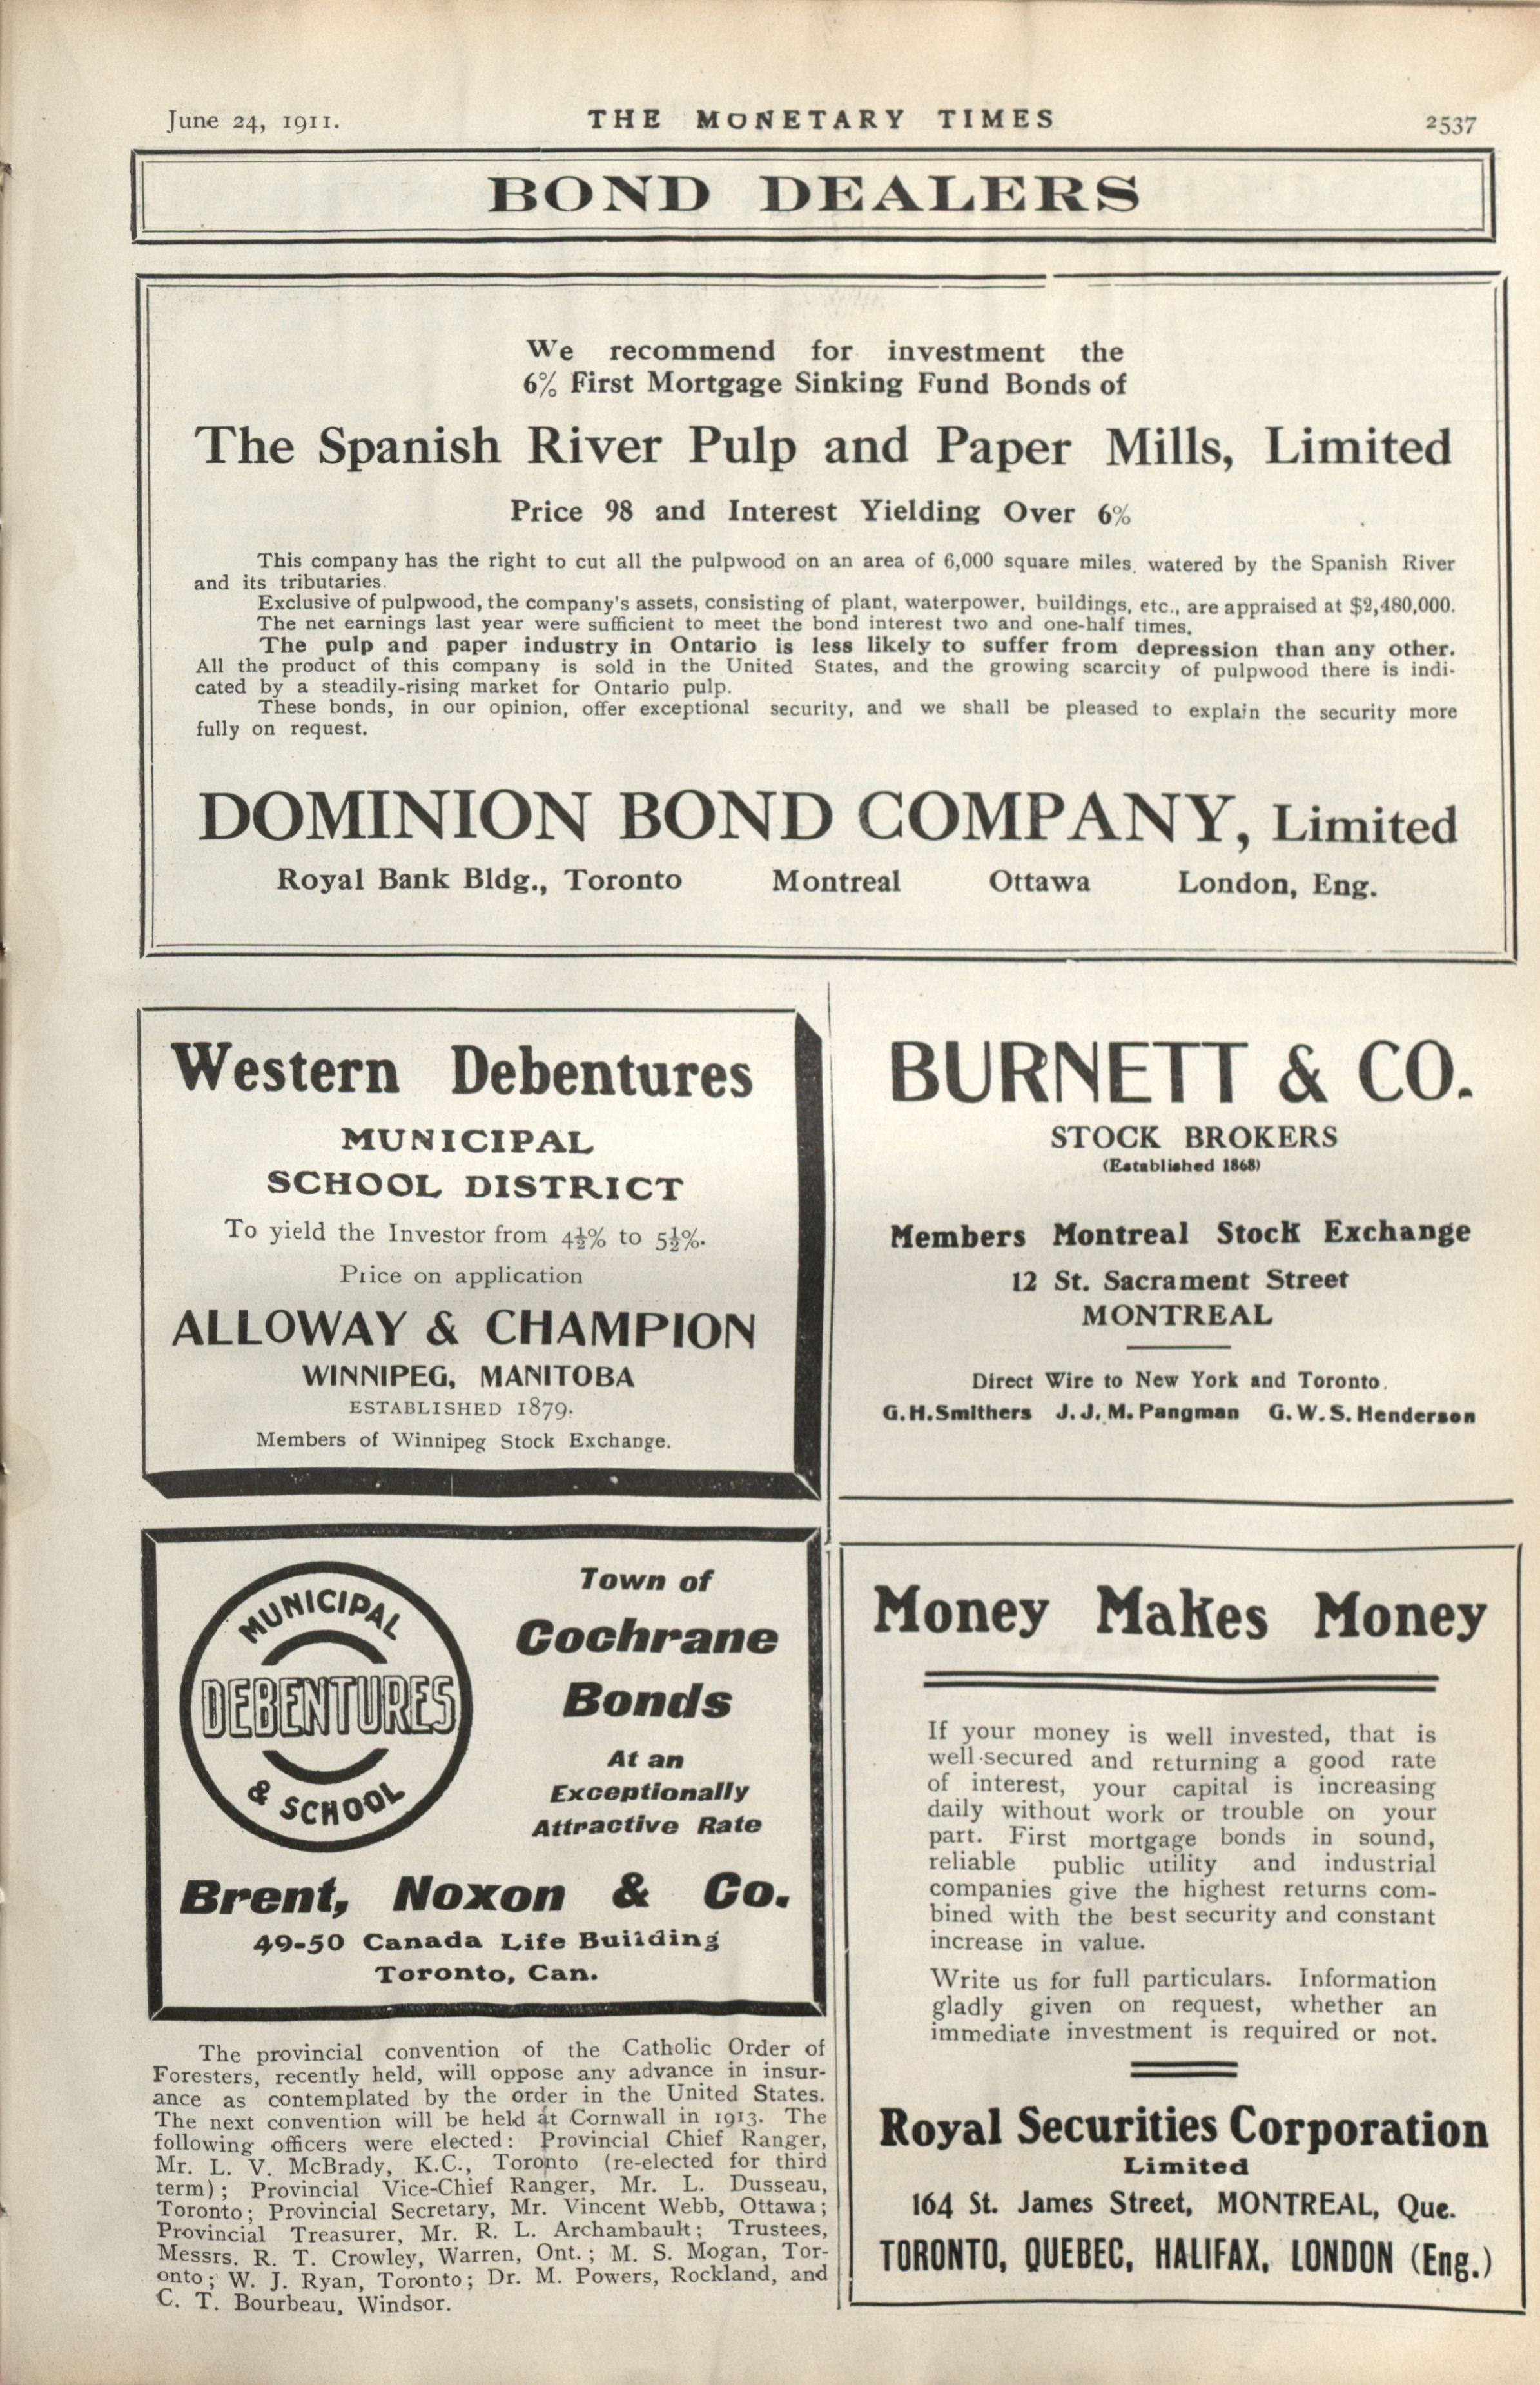 June 24, 1911.
THE MONETARY TIMES
2537
BOND DEALERS
We recommend for investment the
6% First Mortgage Sinking Fund Bonds of
The Spanish River Pulp and Paper Mills, Limited
Price 98 and Interest Yielding Over 6%
This company has the right to cut all the pulpwood on an area of 6,000 square miles, watered by the Spanish River
and its tributaries.
Exclusive of pulpwood, the company's assets, consisting of plant, waterpower, buildings, etc., are appraised at $2,480,000.
The net earnings last year were sufficient to meet the bond interest two and one-half times.
The pulp and paper industry in Ontario is less likely to suffer from depression than any other.
All the product of this company is sold in the United States, and the growing scarcity of pulpwood there is indi-
cated by a steadily-rising market for Ontario pulp.
These bonds, in our opinion, offer exceptional security, and we shall be pleased to explain the security more
fully on request.
DOMINION BOND COMPANY, Limited
Royal Bank Bldg., Toronto Montreal Ottawa London, Eng.
Western Debentures
MUNICIPAL
SCHOOL DISTRICT
To yield the Investor from 4½% to 5½%.
Price on application
ALLOWAY & CHAMPION
WINNIPEG, MANITOBA
ESTABLISHED 1879.
Members of Winnipeg Stock Exchange.
BURNETT & CO.
STOCK BROKERS
(Established 1868)
Members Montreal Stock Exchange
12 St. Sacrament Street
MONTREAL
Direct Wire to New York and Toronto.
G.H.Smithers J.J.M.Pangman G.W.S.Henderson
MUNICIPAL
DEBENTURES
& SCHOOL
Town of
Cochrane
Bonds
At an
Exceptionally
Attractive Rate
Brent, Noxon & Co.
49-50 Canada Life Building
Toronto, Can.
The provincial convention of the Catholic Order of
Foresters, recently held, will oppose any advance in insur-
ance as contemplated by the order in the United States.
The next convention will be held at Cornwall in 1913. The
following officers were elected: Provincial Chief Ranger,
Mr. L. V. McBrady, K.C., Toronto (re-elected for third
term); Provincial Vice-Chief Ranger, Mr. L. Dusseau,
Toronto; Provincial Secretary, Mr. Vincent Webb, Ottawa;
Provincial Treasurer, Mr. R. L. Archambault; Trustees,
Messrs. R. T. Crowley, Warren, Ont.; M. S. Mogan, Tor-
onto; W. J. Ryan, Toronto; Dr. M. Powers, Rockland, and
C. T. Bourbeau, Windsor.
Money Makes Money
If your money is well invested, that is
well-secured and returning a good rate
of interest, your capital is increasing
daily without work or trouble on your
part. First mortgage bonds in sound,
reliable public utility and industrial
companies give the highest returns com-
bined with the best security and constant
increase in value.
Write us for full particulars. Information
gladly given on request, whether an
immediate investment is required or not.
Royal Securities Corporation
Limited
164 St. James Street, MONTREAL, Que.
TORONTO, QUEBEC, HALIFAX, LONDON (Eng.)